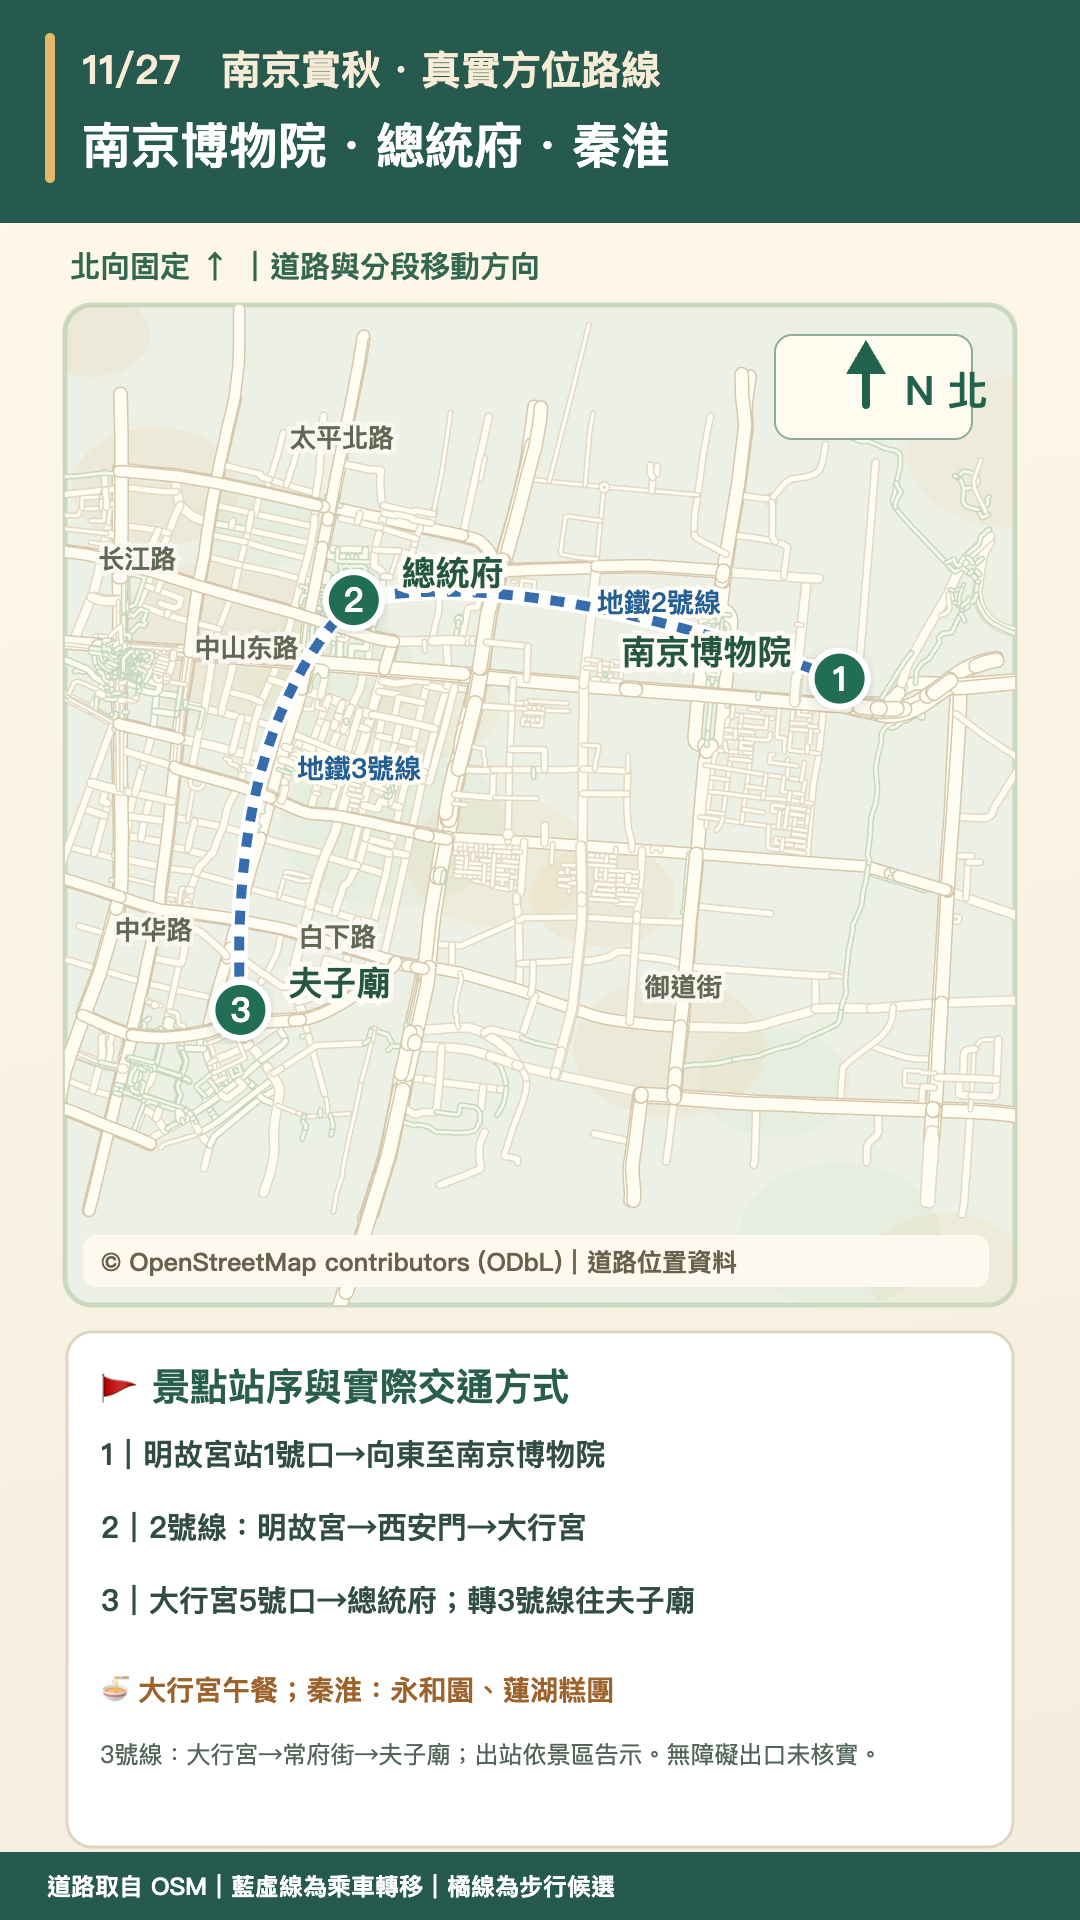 11/27 南京賞秋·真實方位路線
南京博物院·總統府·秦淮
北向固定 ↑ ｜道路與分段移動方向
N 北
太平北路
长江路
總統府
2
地鐵2號線
中山东路
南京博物院
1
地鐵3號線
中华路
白下路
夫子廟
御道街
3
© OpenStreetMap contributors (ODbL)｜道路位置資料
景點站序與實際交通方式
1｜明故宮站1號口→向東至南京博物院
2｜2號線：明故宮→西安門→大行宮
3｜大行宮5號口→總統府；轉3號線往夫子廟
大行宮午餐；秦淮：永和園、蓮湖糕團
3號線：大行宮→常府街→夫子廟；出站依景區告示。無障礙出口未核實。
道路取自 OSM｜藍虛線為乘車轉移｜橘線為步行候選